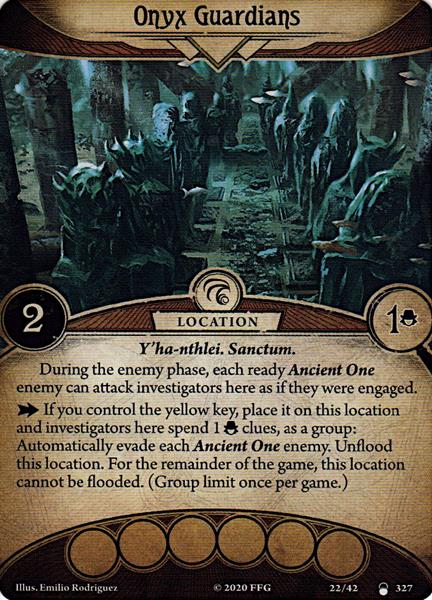 Onyx Guardians
2
LOCATION
1
Y'ha-nthlei. Sanctum.
During the enemy phase, each ready Ancient One
enemy can attack investigators here as if they were engaged.
If you control the yellow key, place it on this location
and investigators here spend 1 clues, as a group:
Automatically evade each Ancient One enemy. Unflood
this location. For the remainder of the game, this location
cannot be flooded. (Group limit once per game.)
Illus. Emilio Rodriguez © 2020 FFG 22/42 327